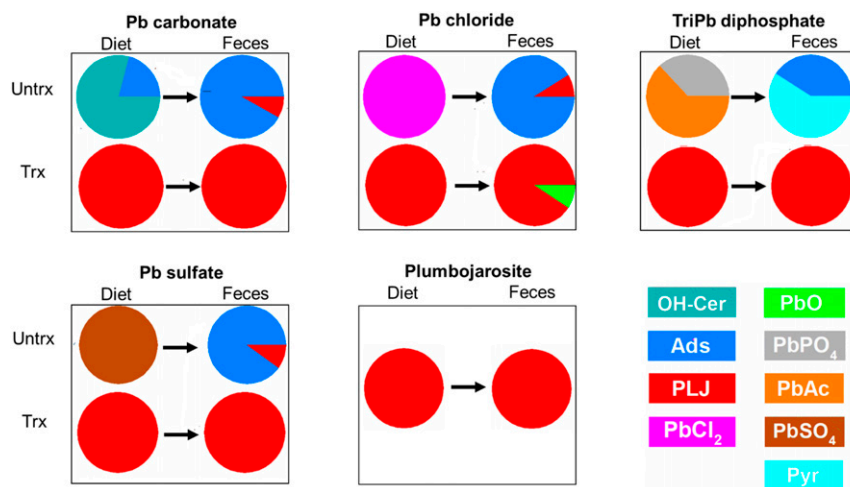 Pb carbonate
Diet Feces
Untrx
Trx
Pb chloride
Diet Feces
TriPb diphosphate
Diet Feces
Pb sulfate
Diet Feces
Untrx
Trx
Plumbojarosite
Diet Feces
OH-Cer PbO
Ads PbPO₄
PLJ PbAc
PbCl₂ PbSO₄
Pyr